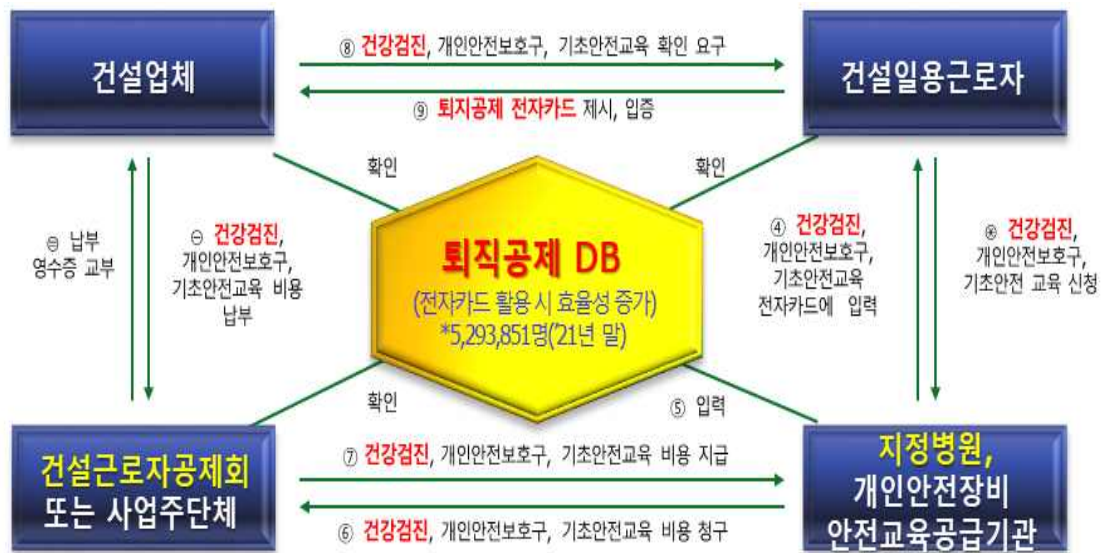 ⑧ 건강검진, 개인안전보호구, 기초안전교육 확인 요구
건설업체
건설일용근로자
⑨ 퇴지공제 전자카드 제시, 입증
확인
확인
㊂ 납부
영수증 교부
㊀ 건강검진,
개인안전보호구,
기초안전교육 비용
납부
퇴직공제 DB
(전자카드 활용 시 효율성 증가)
*5,293,851명('21년 말)
④ 건강검진,
개인안전보호구,
기초안전교육
전자카드에 입력
㊍ 건강검진,
개인안전보호구,
기초안전 교육 신청
확인
⑤ 입력
건설근로자공제회
또는 사업주단체
⑦ 건강검진, 개인안전보호구, 기초안전교육 비용 지급
⑥ 건강검진, 개인안전보호구, 기초안전교육 비용 청구
지정병원,
개인안전장비
안전교육공급기관